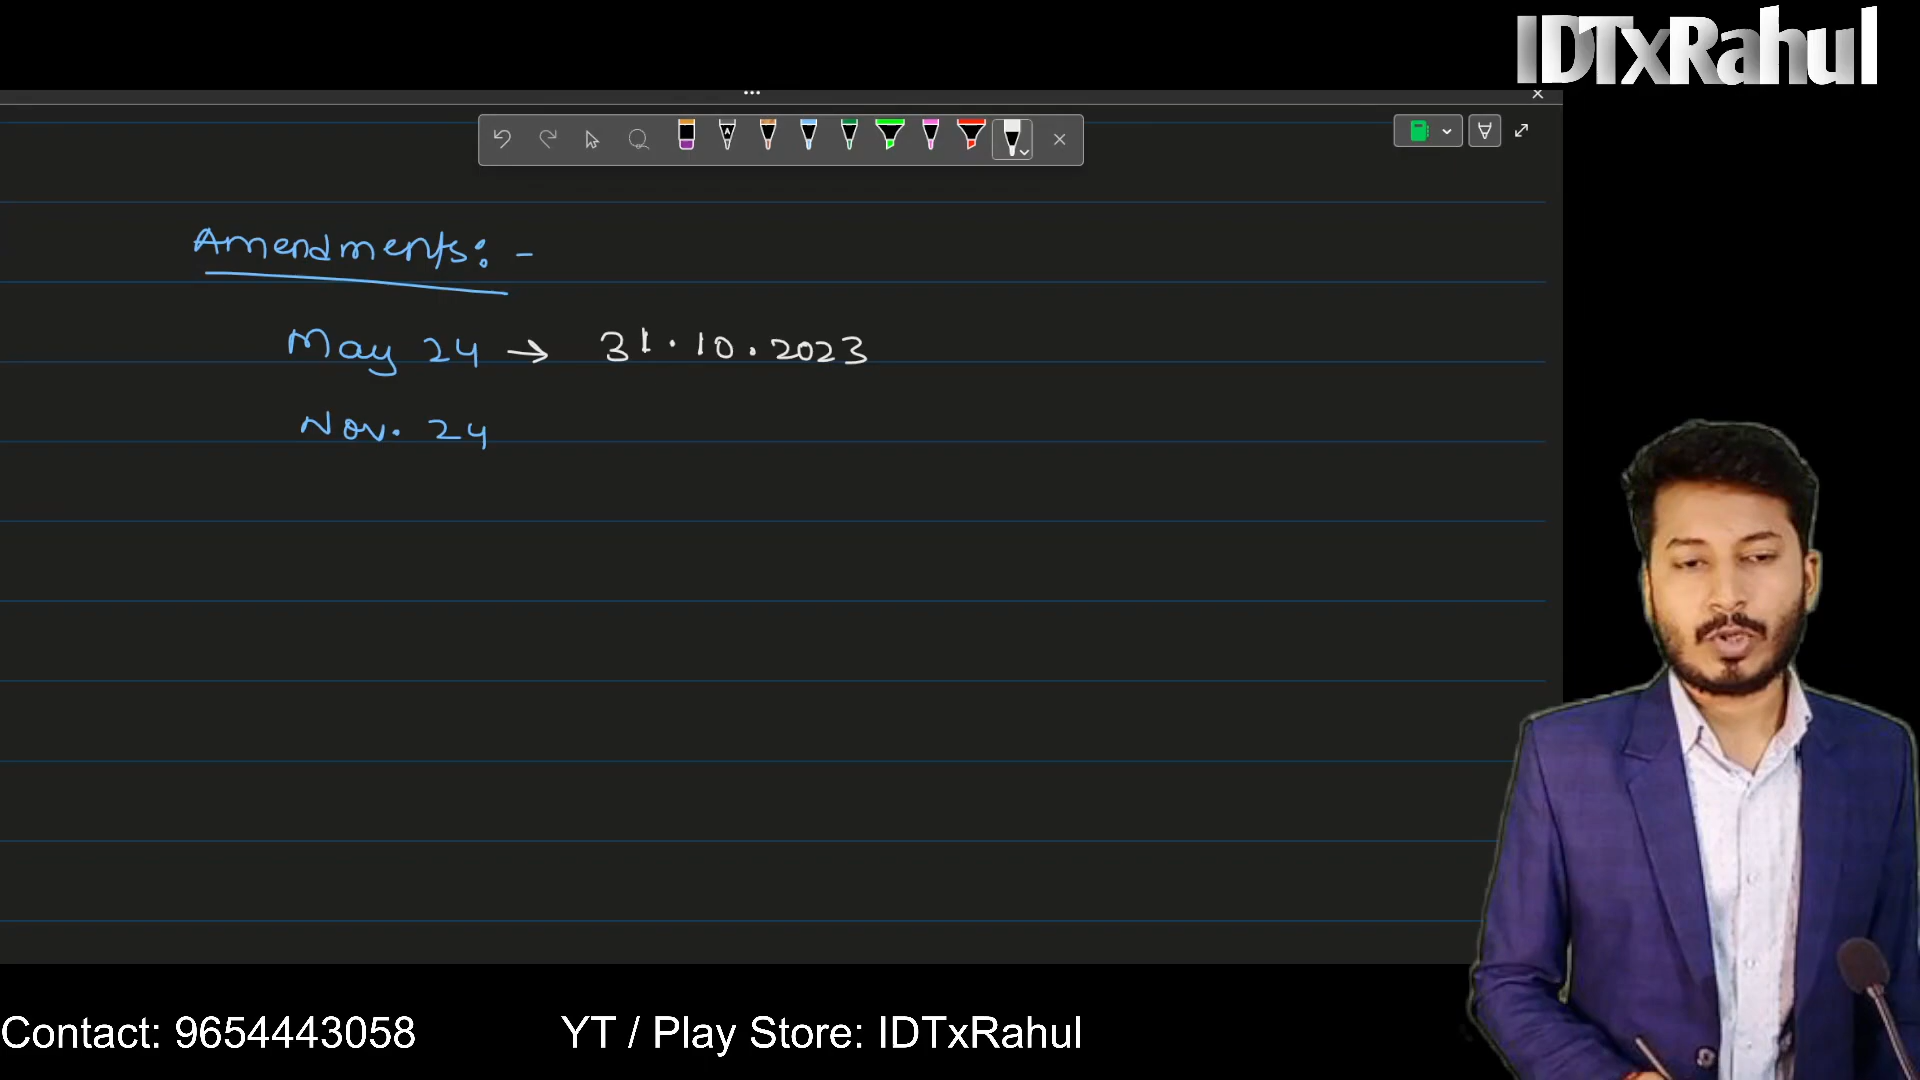 IDTxRahul
Amendments: -
May 24 → 31.10.2023
Nov. 24
Contact: 9654443058
YT / Play Store: IDTxRahul